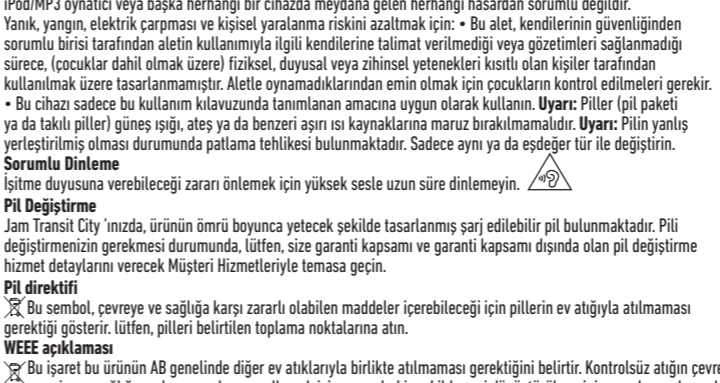 iPod/MP3 oynatıcı veya başka herhangi bir cihazda meydana gelen herhangi hasardan sorumlu değildir.
Yanık, yangın, elektrik çarpması ve kişisel yaralanma riskini azaltmak için: • Bu alet, kendilerinin güvenliğinden
sorumlu birisi tarafından aletin kullanımıyla ilgili kendilerine talimat verilmediği veya gözetimleri sağlanmadığı
sürece, (çocuklar dahil olmak üzere) fiziksel, duyusal veya zihinsel yetenekleri kısıtlı olan kişiler tarafından
kullanılmak üzere tasarlanmamıştır. Aletle oynamadıklarından emin olmak için çocukların kontrol edilmeleri gerekir.
• Bu cihazı sadece bu kullanım kılavuzunda tanımlanan amacına uygun olarak kullanın. Uyarı: Piller (pil paketi
ya da takılı piller) güneş ışığı, ateş ya da benzeri aşırı ısı kaynaklarına maruz bırakılmamalıdır. Uyarı: Pilin yanlış
yerleştirilmiş olması durumunda patlama tehlikesi bulunmaktadır. Sadece aynı ya da eşdeğer tür ile değiştirin.
Sorumlu Dinleme
İşitme duyusuna verebileceği zararı önlemek için yüksek sesle uzun süre dinlemeyin.
Pil Değiştirme
Jam Transit City 'ınızda, ürünün ömrü boyunca yetecek şekilde tasarlanmış şarj edilebilir pil bulunmaktadır. Pili
değiştirmenizin gerekmesi durumunda, lütfen, size garanti kapsamı ve garanti kapsamı dışında olan pil değiştirme
hizmet detaylarını verecek Müşteri Hizmetleriyle temasa geçin.
Pil direktifi
Bu sembol, çevreye ve sağlığa karşı zararlı olabilen maddeler içerebileceği için pillerin ev atığıyla atılmaması
gerektiği gösterir. lütfen, pilleri belirtilen toplama noktalarına atın.
WEEE açıklaması
Bu işaret bu ürünün AB genelinde diğer ev atıklarıyla birlikte atılmaması gerektiğini belirtir. Kontrolsüz atığın